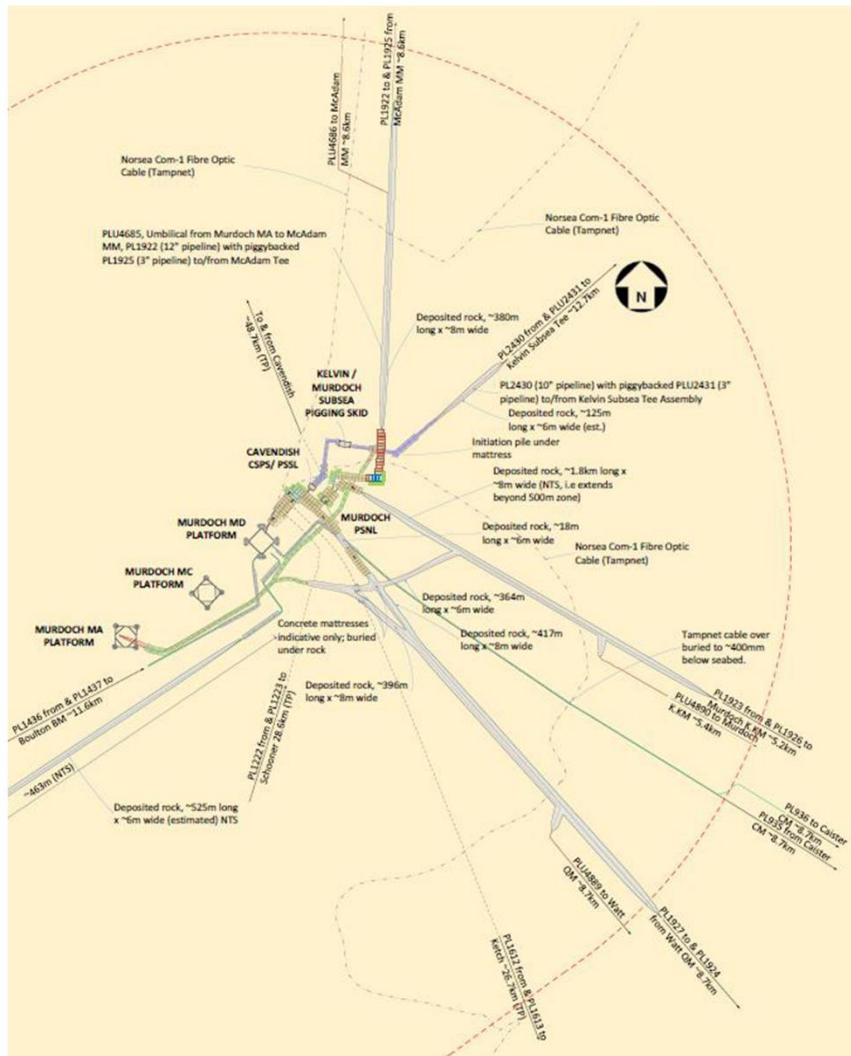 PLU4686 to McAdam
MM ~8.6km
PL1922 to & PL1925 from
McAdam MM ~8.6km
Norsea Com-1 Fibre Optic
Cable (Tampnet)
Norsea Com-1 Fibre Optic
Cable (Tampnet)
PLU4685, Umbilical from Murdoch MA to McAdam
MM, PL1922 (12" pipeline) with piggybacked
PL1925 (3" pipeline) to/from McAdam Tee
N
To & from Cavendish
~48.7km (TP)
Deposited rock, ~380m
long x ~8m wide
PL2430 from & PLU2431 to
Kelvin Subsea Tee ~12.7km
KELVIN /
MURDOCH
SUBSEA
PIGGING SKID
PL2430 (10" pipeline) with piggybacked PLU2431 (3"
pipeline) to/from Kelvin Subsea Tee Assembly
Deposited rock, ~125m
long x ~6m wide (est.)
Initiation pile under
mattress
CAVENDISH
CSPS/ PSSL
Deposited rock, ~1.8km long x
~8m wide (NTS, i.e extends
beyond 500m zone)
MURDOCH MD
PLATFORM
MURDOCH
PSNL
Deposited rock, ~18m
long x ~6m wide
Norsea Com-1 Fibre Optic
Cable (Tampnet)
MURDOCH MC
PLATFORM
Deposited rock, ~364m
long x ~6m wide
MURDOCH MA
PLATFORM
Concrete mattresses
indicative only; buried
under rock
Deposited rock, ~417m
long x ~8m wide
Tampnet cable over
buried to ~400mm
below seabed.
Deposited rock, ~396m
long x ~8m wide
PL1436 from & PL1437 to
Boulton BM ~11.6km
PL1222 from & PL1223 to
Schooner 28.6km (TP)
PL1923 from & PL1926 to
Murdoch K.KM ~5.2km
PLU4890 to Murdoch
K.KM ~5.4km
~463m (NTS)
Deposited rock, ~525m long
x ~6m wide (estimated) NTS
PL936 to Caister
CM ~8.7km
PL935 from Caister
CM ~8.7km
PLU4889 to Watt
QM ~8.7km
PL1927 to & PL1924
from Watt QM ~8.7km
PL1612 from & PL1613 to
Ketch ~26.7km (TP)